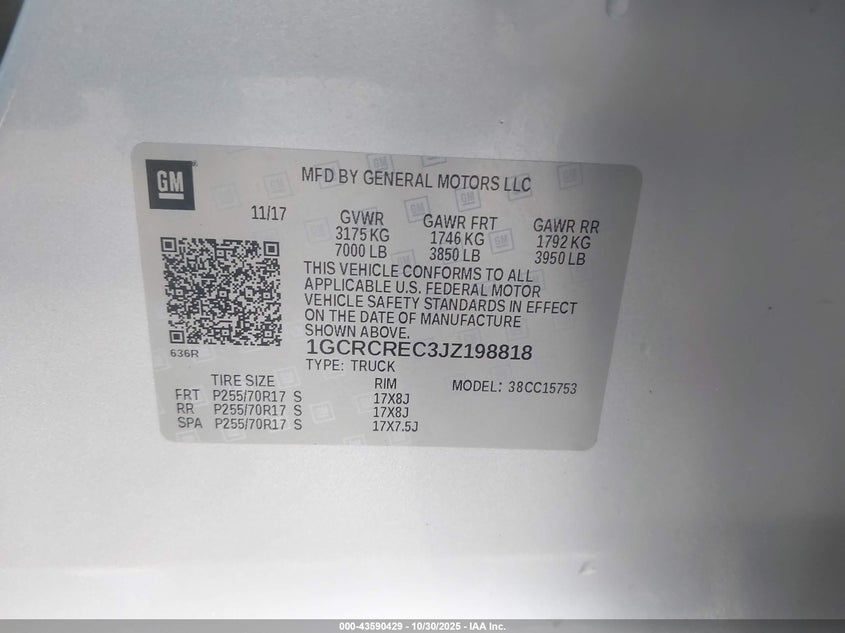 GM
MFD BY GENERAL MOTORS LLC
11/17
GVWR GAWR FRT GAWR RR
3175 KG 1746 KG 1792 KG
7000 LB 3850 LB 3950 LB
THIS VEHICLE CONFORMS TO ALL
APPLICABLE U.S. FEDERAL MOTOR
VEHICLE SAFETY STANDARDS IN EFFECT
ON THE DATE OF MANUFACTURE
SHOWN ABOVE.
636R
1GCRCREC3JZ198818
TYPE: TRUCK
TIRE SIZE RIM MODEL: 38CC15753
FRT P255/70R17 S 17X8J
RR P255/70R17 S 17X8J
SPA P255/70R17 S 17X7.5J
000-43590429 - 10/30/2025 - IAA Inc.